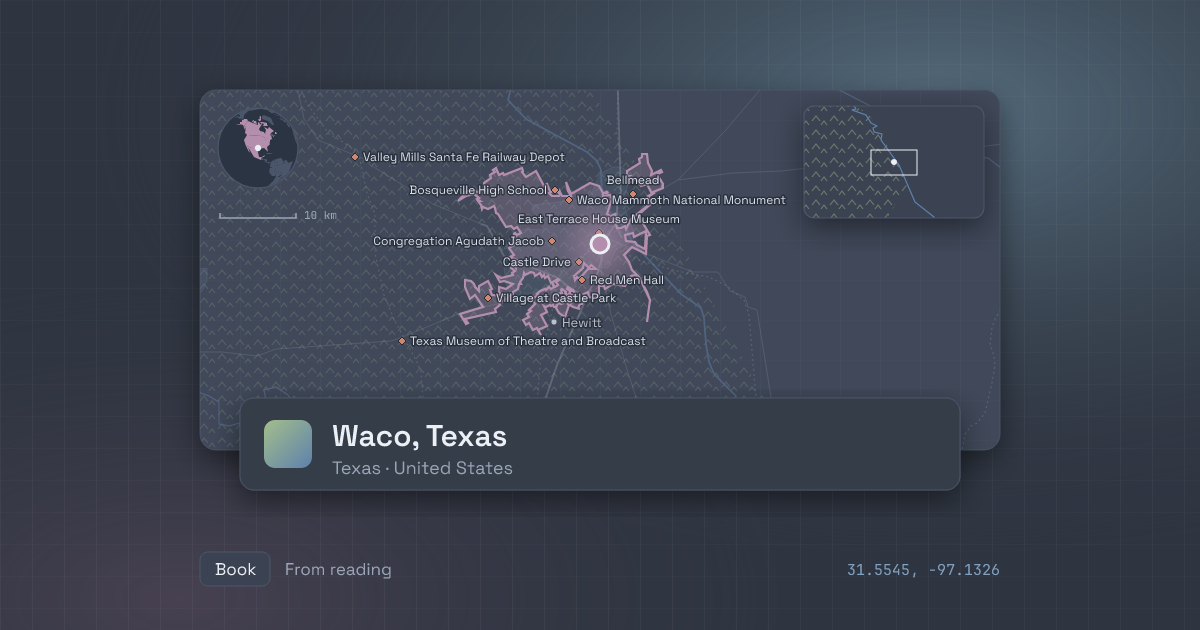 Valley Mills Santa Fe Railway Depot
Bellmead
Bosqueville High School
Waco Mammoth National Monument
10 km
East Terrace House Museum
Congregation Agudath Jacob
Castle Drive
Red Men Hall
Village at Castle Park
Hewitt
Texas Museum of Theatre and Broadcast
Waco, Texas
Texas · United States
Book From reading
31.5545, -97.1326